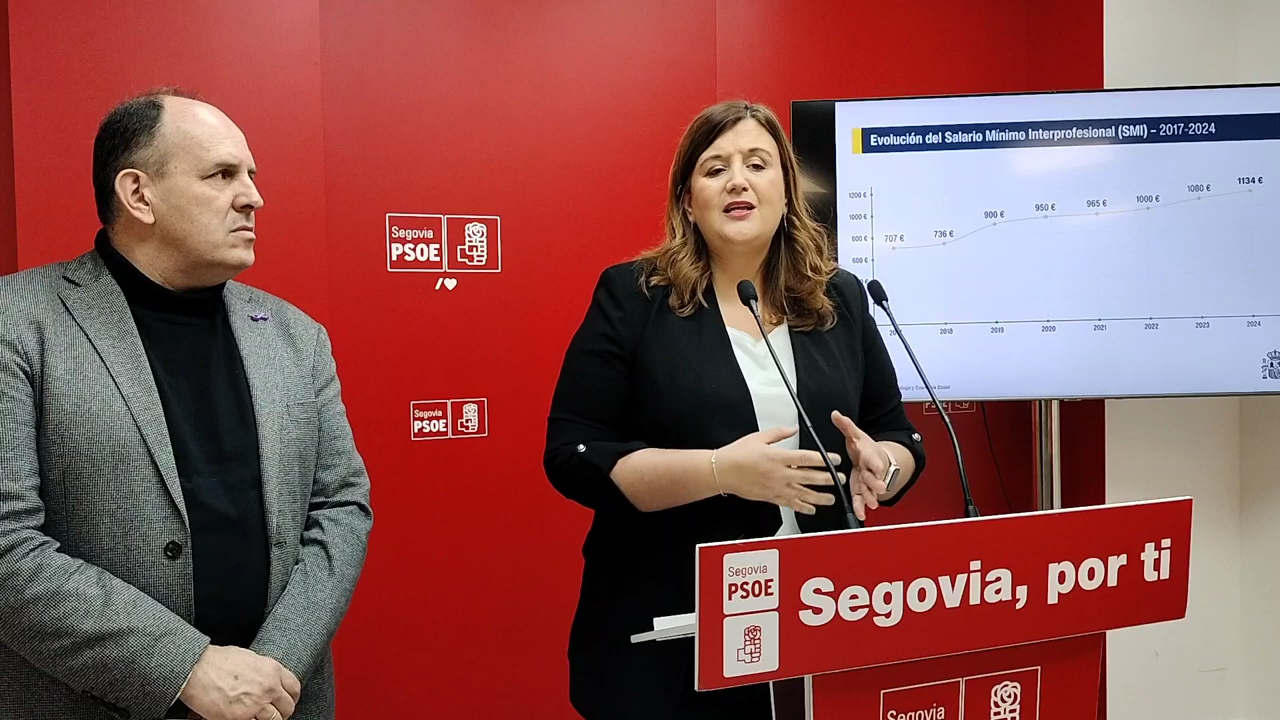 Segovia
PSOE
Segovia
PSOE
Evolución del Salario Mínimo Interprofesional (SMI) – 2017-2024
1200 €
1000 €
800 €
600 €
707 €
736 €
900 €
950 €
965 €
1000 €
1080 €
1134 €
2018
2019
2020
2021
2022
2023
2024
Segovia
PSOE
Segovia, por ti
Segovia